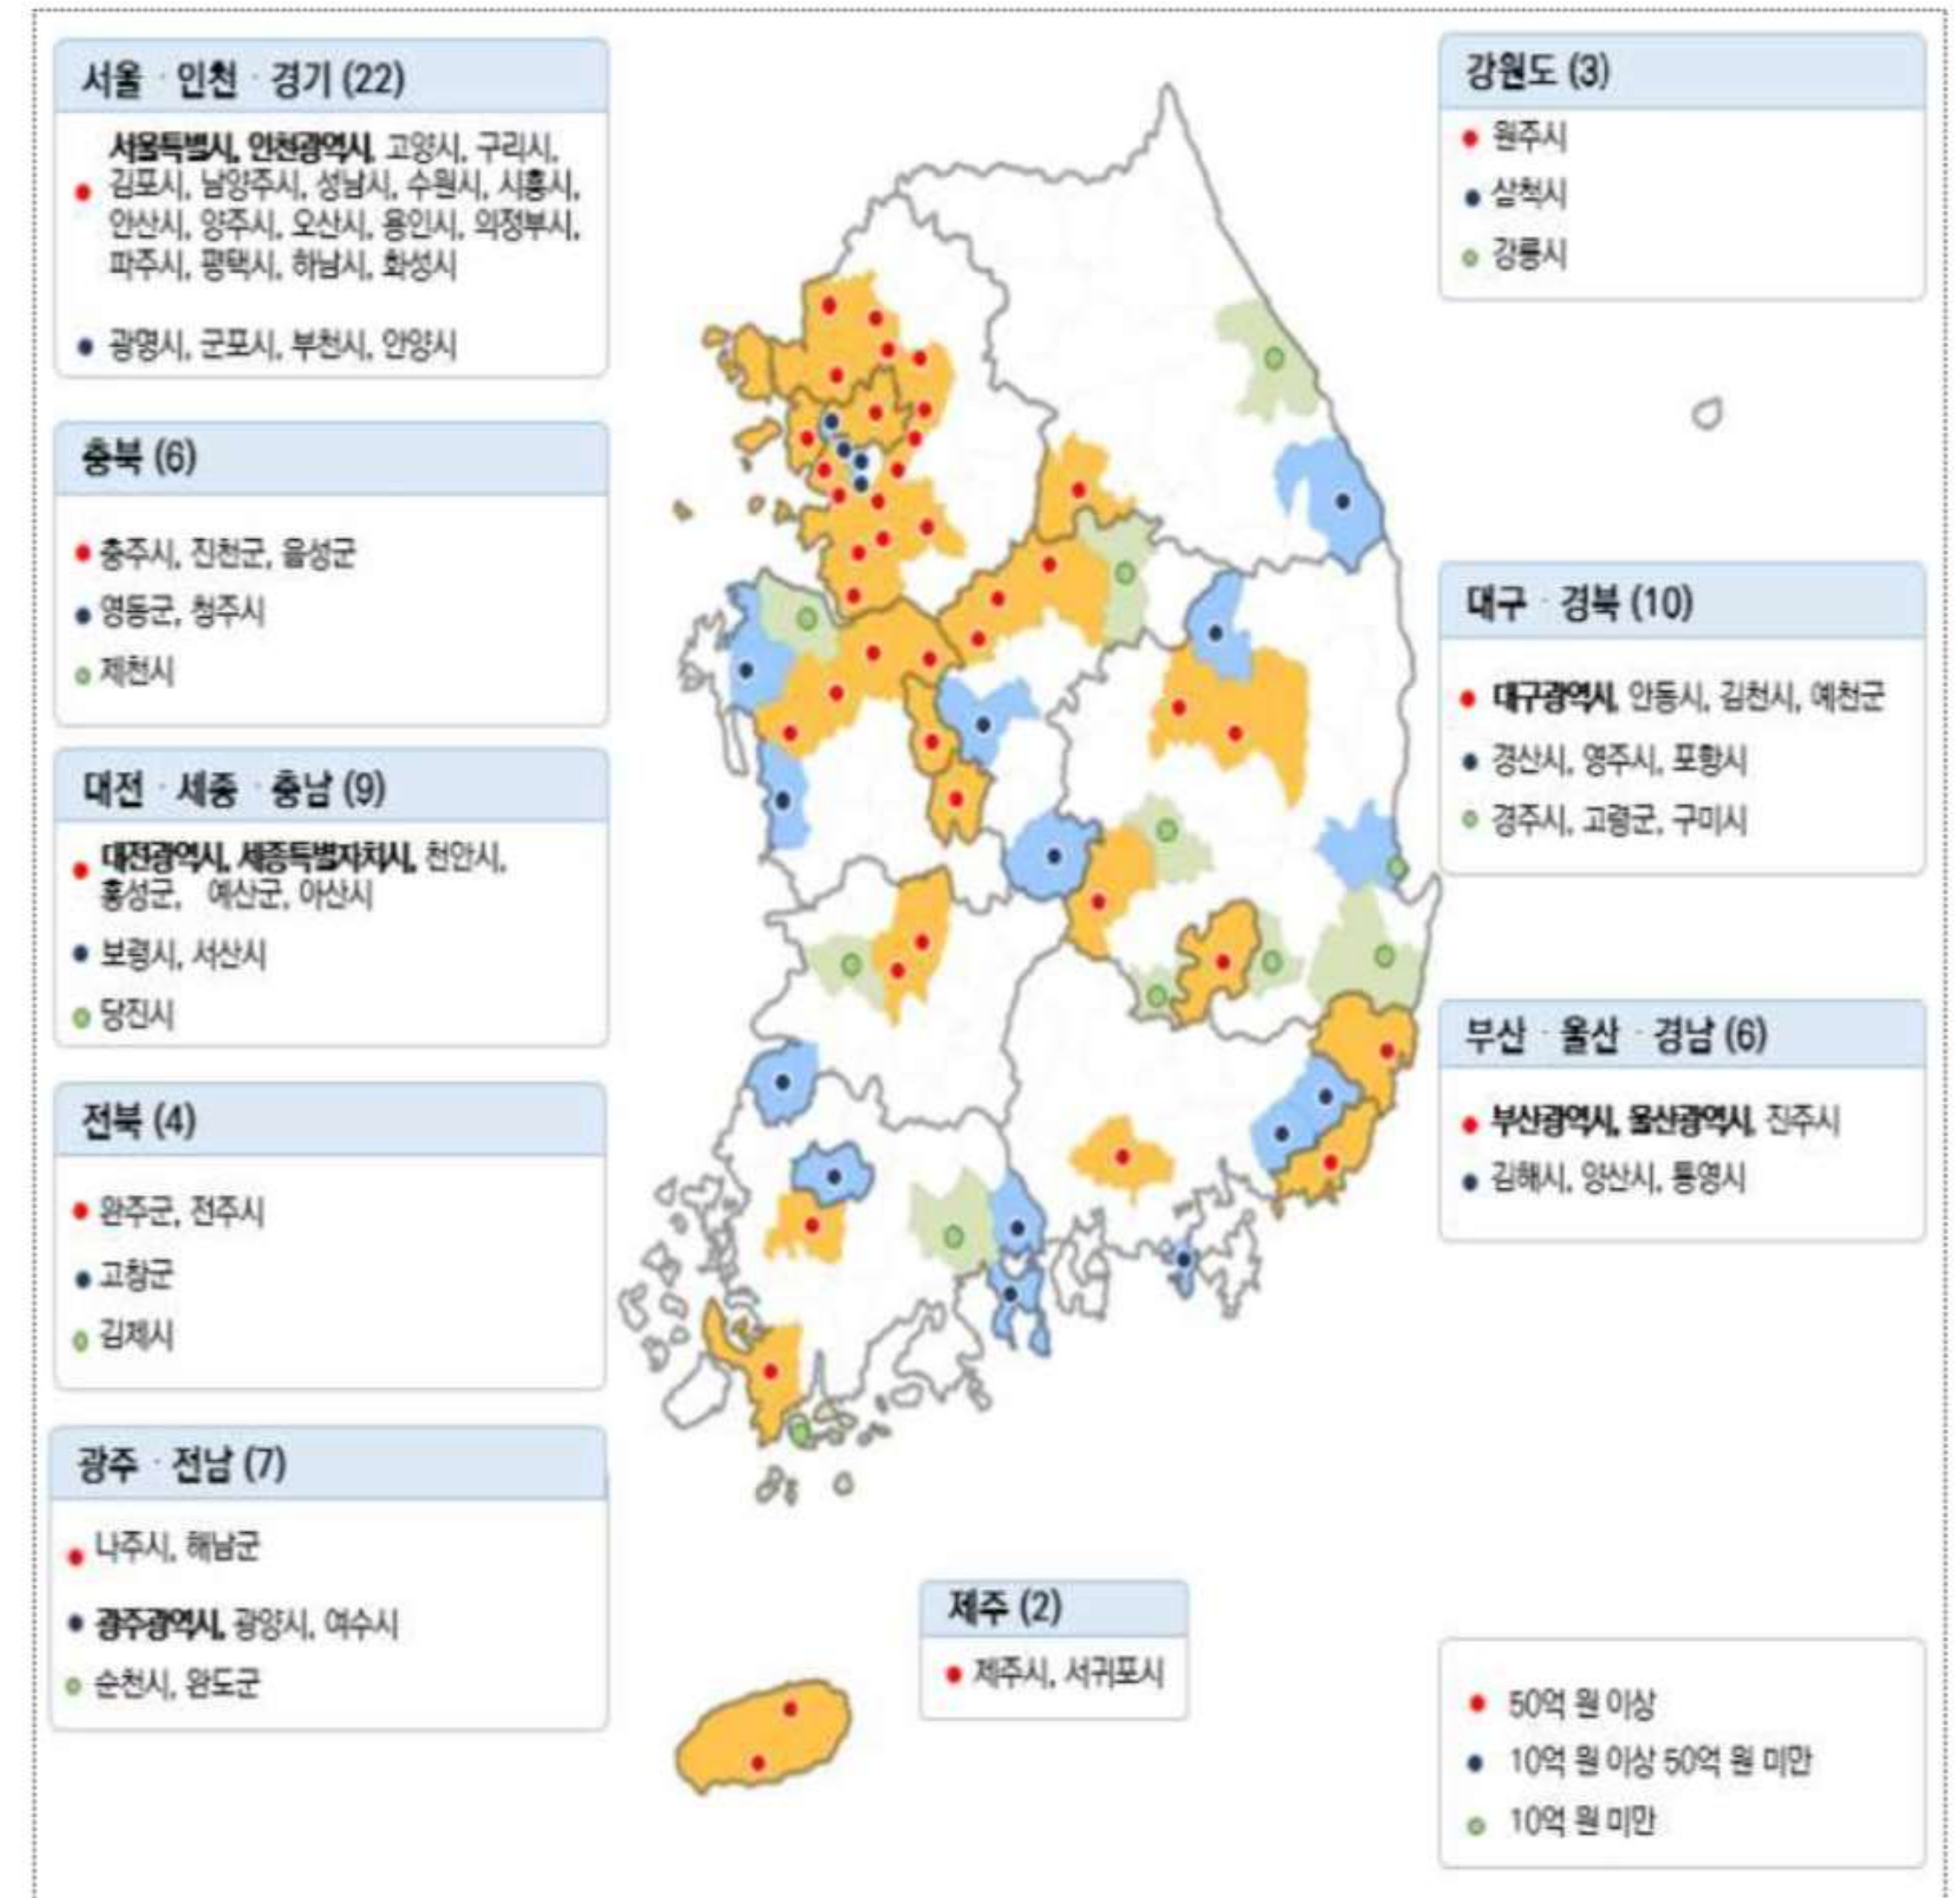 서울 · 인천 · 경기 (22)
서울특별시, 인천광역시, 고양시, 구리시,
김포시, 남양주시, 성남시, 수원시, 시흥시,
안산시, 양주시, 오산시, 용인시, 의정부시,
파주시, 평택시, 하남시, 화성시
광명시, 군포시, 부천시, 안양시
충북 (6)
충주시, 진천군, 음성군
영동군, 청주시
제천시
대전 · 세종 · 충남 (9)
대전광역시, 세종특별자치시, 천안시,
홍성군, 예산군, 아산시
보령시, 서산시
당진시
전북 (4)
완주군, 전주시
고창군
김제시
광주 · 전남 (7)
나주시, 해남군
광주광역시, 광양시, 여수시
순천시, 완도군
제주 (2)
제주시, 서귀포시
강원도 (3)
원주시
삼척시
강릉시
대구 · 경북 (10)
대구광역시, 안동시, 김천시, 예천군
경산시, 영주시, 포항시
경주시, 고령군, 구미시
부산 · 울산 · 경남 (6)
부산광역시, 울산광역시, 진주시
김해시, 양산시, 통영시
50억 원 이상
10억 원 이상 50억 원 미만
10억 원 미만